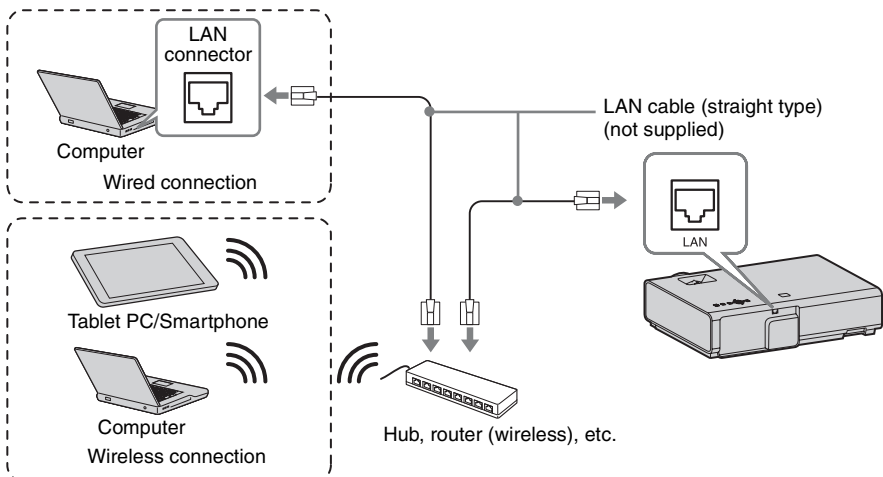 LAN
connector
Computer
Wired connection
LAN cable (straight type)
(not supplied)
LAN
Tablet PC/Smartphone
Computer
Wireless connection
Hub, router (wireless), etc.